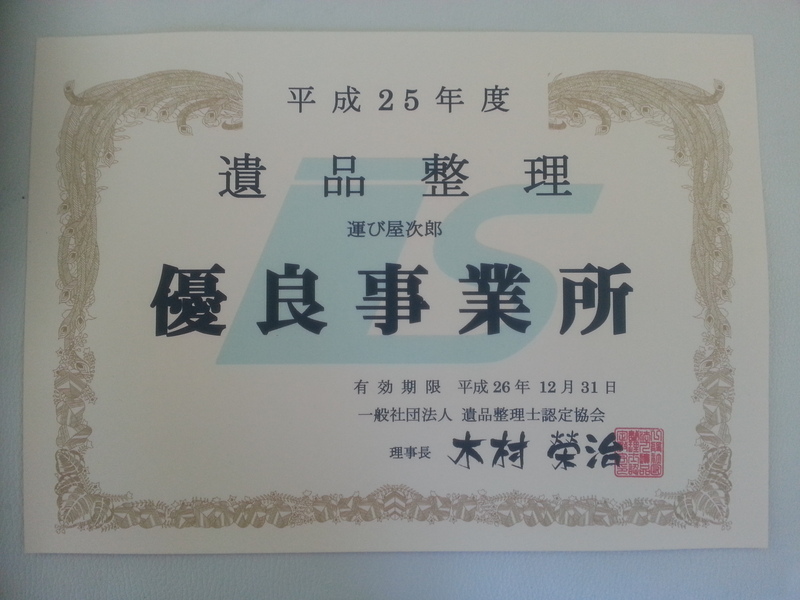 平成25年度
遺品整理
運び屋次郎
優良事業所
有効期限 平成26年 12月31日
一般社団法人 遺品整理士認定協会
理事長 木村 榮治